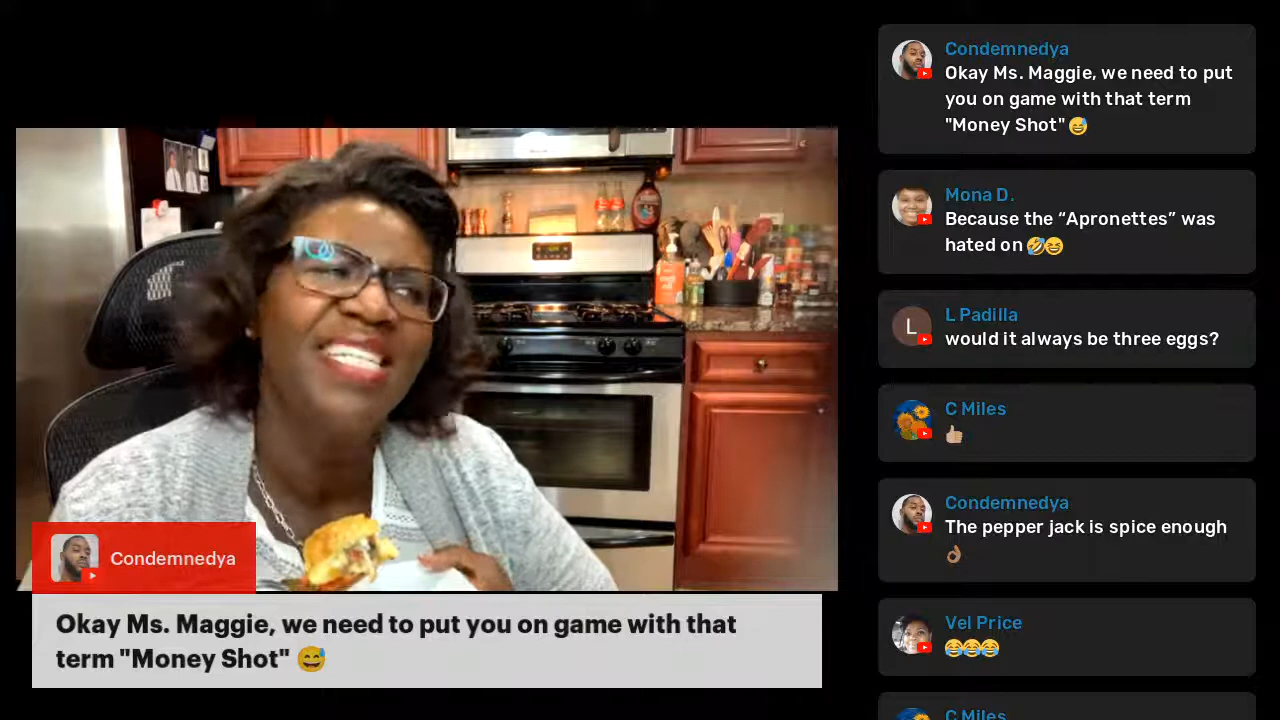 Condemnedya
Okay Ms. Maggie, we need to put you on game with that
term "Money Shot" 😅
Condemnedya
Okay Ms. Maggie, we need to put
you on game with that term
"Money Shot" 😅
Mona D.
Because the “Apronettes” was
hated on 🤣😆
L
L Padilla
would it always be three eggs?
C Miles
👍🏼
Condemnedya
The pepper jack is spice enough
👌🏾
Vel Price
😂😂😂
C Miles